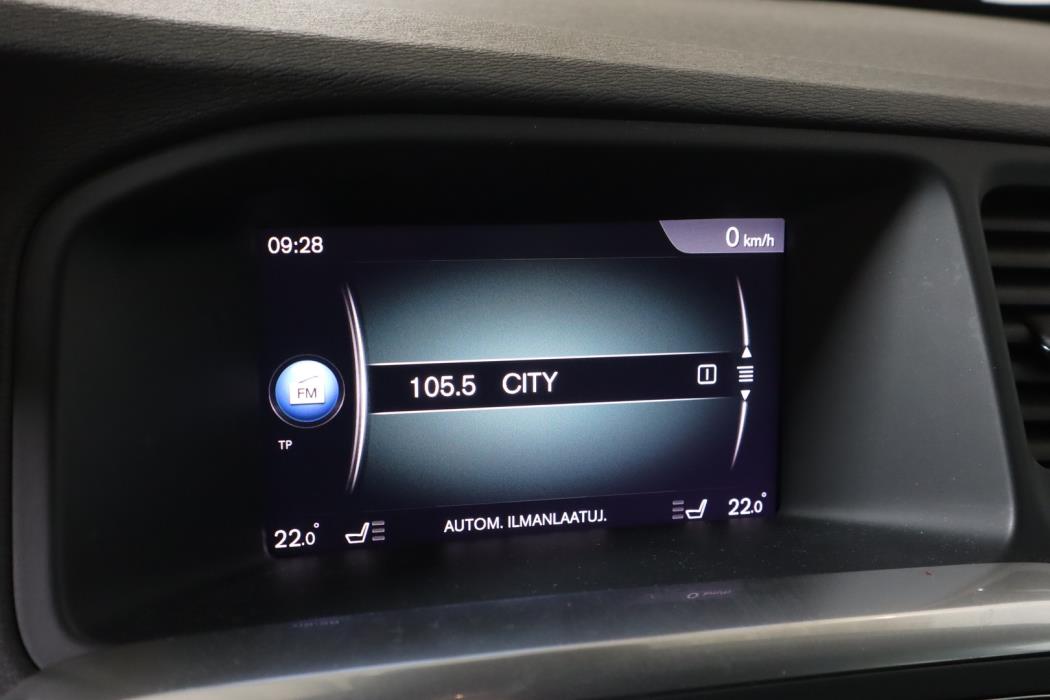 09:28
0 km/h
FM
105.5 CITY
TP
22.0°
AUTOM. ILMANLAATUJ.
22.0°